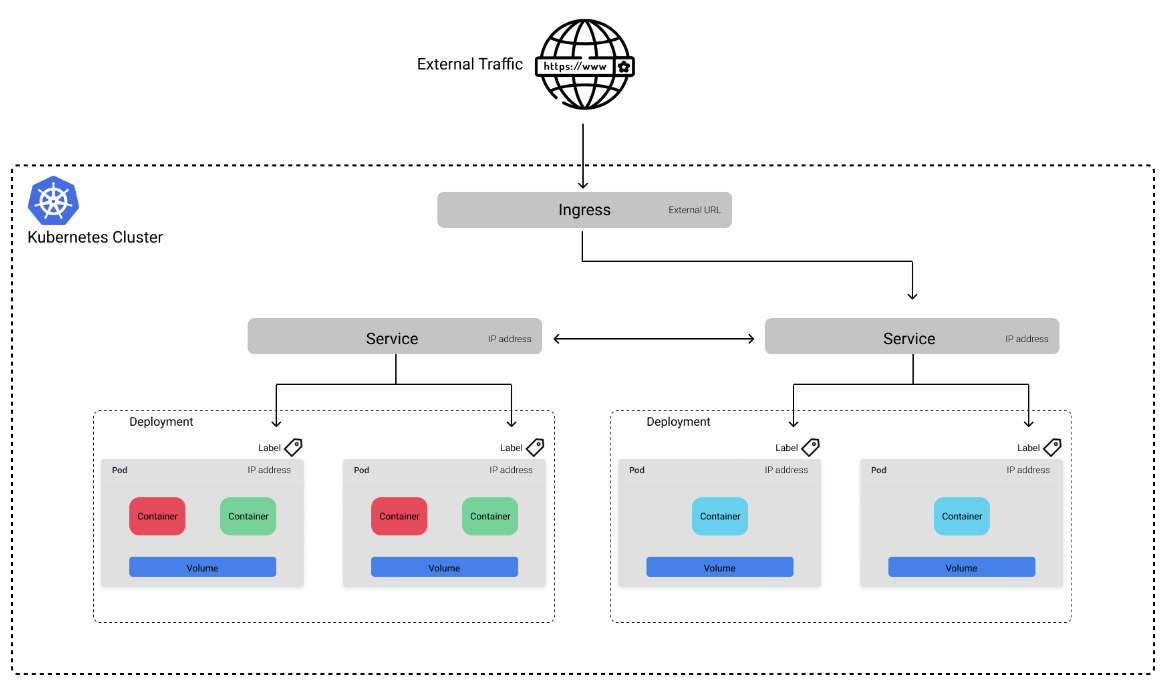 External Traffic
https://www
Kubernetes Cluster
Ingress External URL
Service IP address
Service IP address
Deployment
Deployment
Label
Label
Label
Label
Pod IP address
Pod IP address
Pod IP address
Pod IP address
Container Container
Container Container
Container
Container
Volume
Volume
Volume
Volume